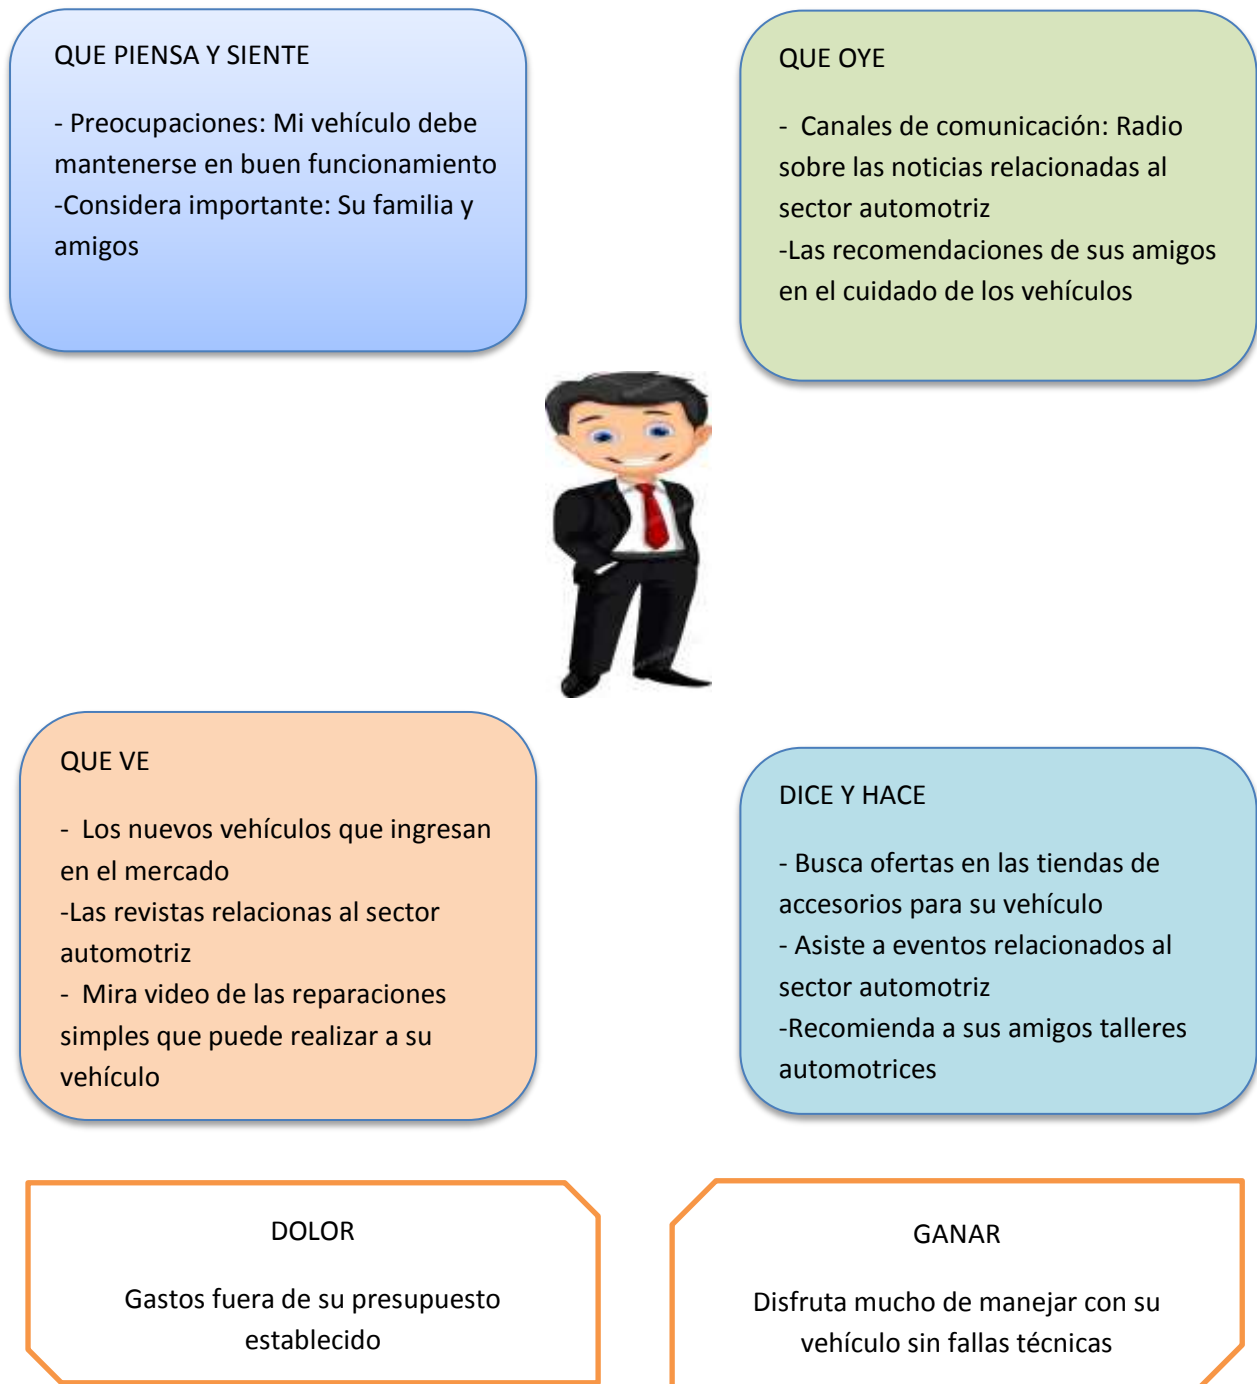 QUE PIENSA Y SIENTE
- Preocupaciones: Mi vehículo debe
mantenerse en buen funcionamiento
-Considera importante: Su familia y
amigos
QUE OYE
- Canales de comunicación: Radio
sobre las noticias relacionadas al
sector automotriz
-Las recomendaciones de sus amigos
en el cuidado de los vehículos
QUE VE
- Los nuevos vehículos que ingresan
en el mercado
-Las revistas relacionas al sector
automotriz
- Mira video de las reparaciones
simples que puede realizar a su
vehículo
DICE Y HACE
- Busca ofertas en las tiendas de
accesorios para su vehículo
- Asiste a eventos relacionados al
sector automotriz
-Recomienda a sus amigos talleres
automotrices
DOLOR
Gastos fuera de su presupuesto
establecido
GANAR
Disfruta mucho de manejar con su
vehículo sin fallas técnicas